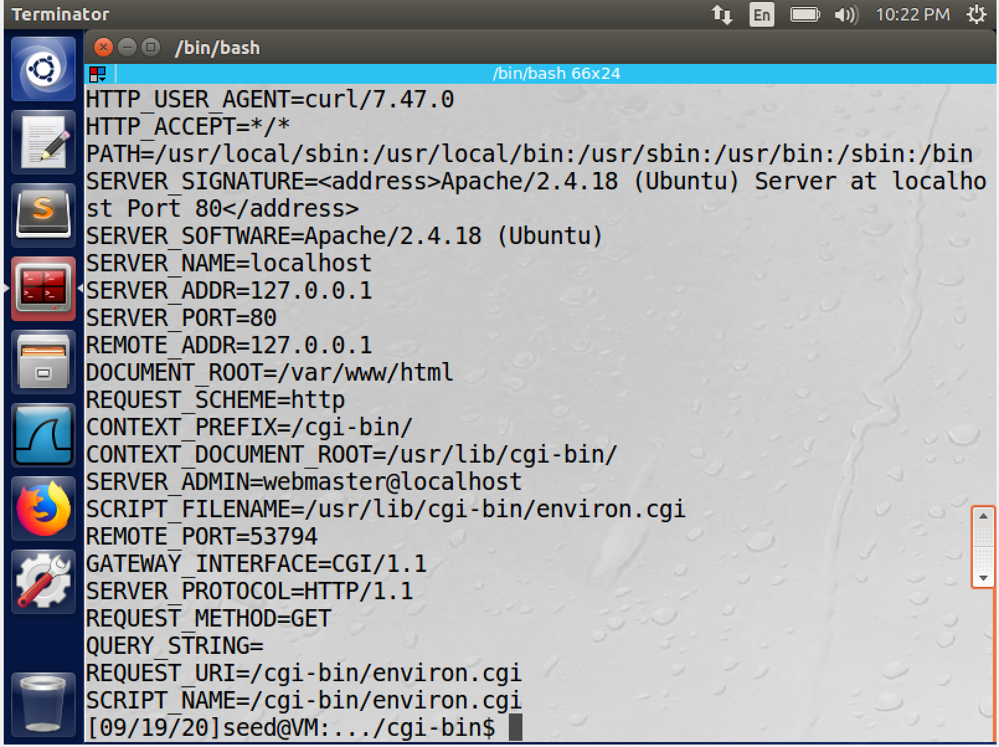 Terminator
En
10:22 PM
/bin/bash
/bin/bash 66x24
HTTP_USER_AGENT=curl/7.47.0
HTTP_ACCEPT=*/*
PATH=/usr/local/sbin:/usr/local/bin:/usr/sbin:/usr/bin:/sbin:/bin
SERVER_SIGNATURE=<address>Apache/2.4.18 (Ubuntu) Server at localho
st Port 80</address>
SERVER_SOFTWARE=Apache/2.4.18 (Ubuntu)
SERVER_NAME=localhost
SERVER_ADDR=127.0.0.1
SERVER_PORT=80
REMOTE_ADDR=127.0.0.1
DOCUMENT_ROOT=/var/www/html
REQUEST_SCHEME=http
CONTEXT_PREFIX=/cgi-bin/
CONTEXT_DOCUMENT_ROOT=/usr/lib/cgi-bin/
SERVER_ADMIN=webmaster@localhost
SCRIPT_FILENAME=/usr/lib/cgi-bin/environ.cgi
REMOTE_PORT=53794
GATEWAY_INTERFACE=CGI/1.1
SERVER_PROTOCOL=HTTP/1.1
REQUEST_METHOD=GET
QUERY_STRING=
REQUEST_URI=/cgi-bin/environ.cgi
SCRIPT_NAME=/cgi-bin/environ.cgi
[09/19/20]seed@VM:.../cgi-bin$